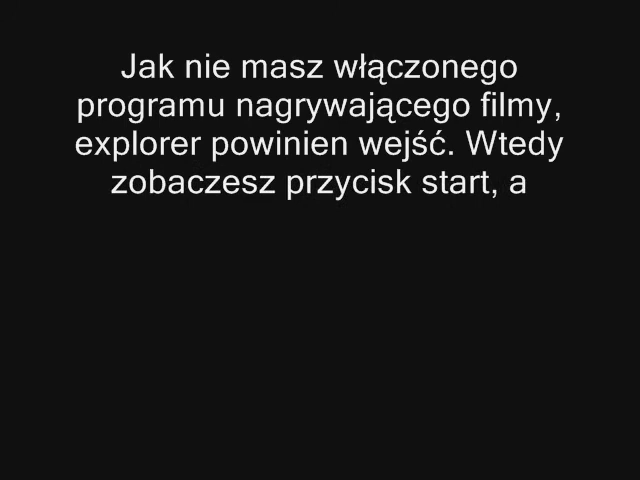 Jak nie masz włączonego
programu nagrywającego filmy,
explorer powinien wejść. Wtedy
zobaczesz przycisk start, a